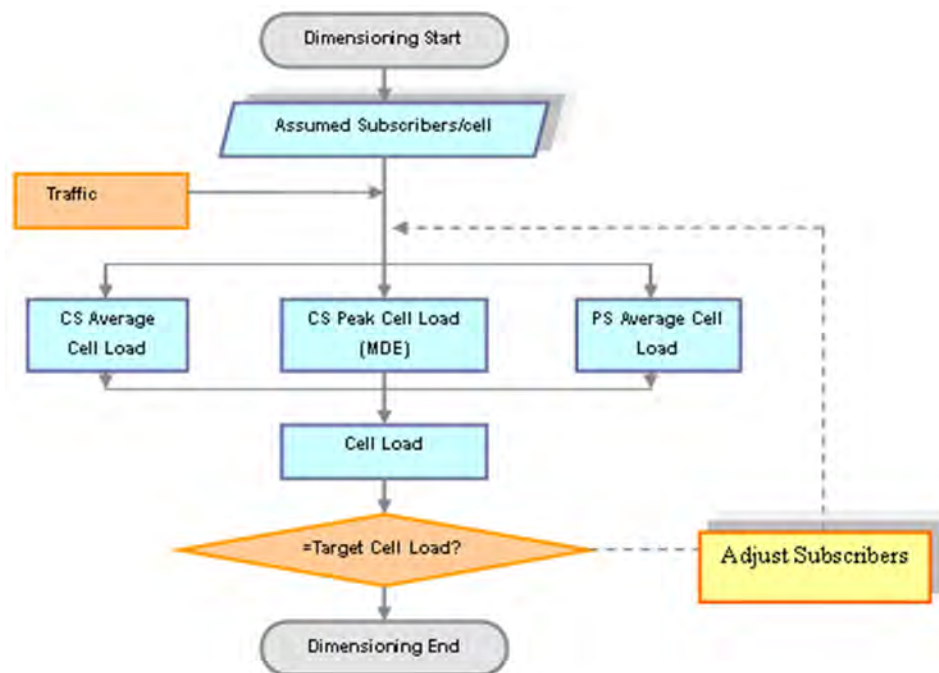 Dimensioning Start
Assumed Subscribers/cell
Traffic
CS Average
Cell Load
CS Peak Cell Load
(MDE)
PS Average Cell
Load
Cell Load
=Target Cell Load?
Adjust Subscribers
Dimensioning End